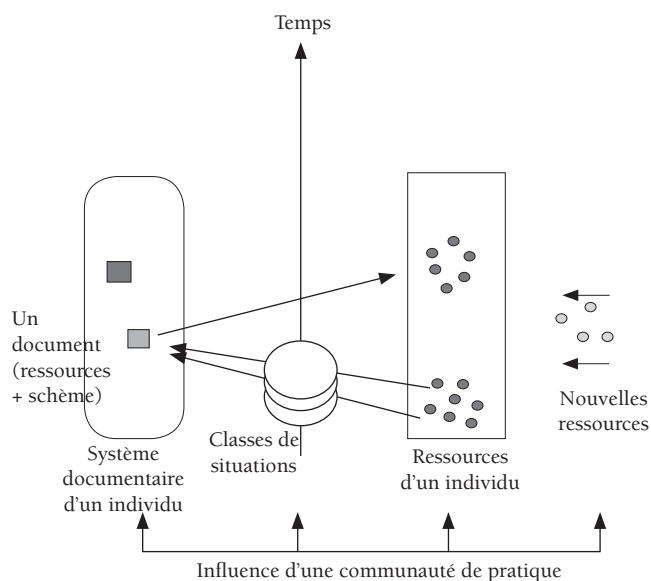 Temps
Un
document
(ressources
+ schème)
Système
documentaire
d'un individu
Classes de
situations
Ressources
d'un individu
Nouvelles
ressources
Influence d'une communauté de pratique